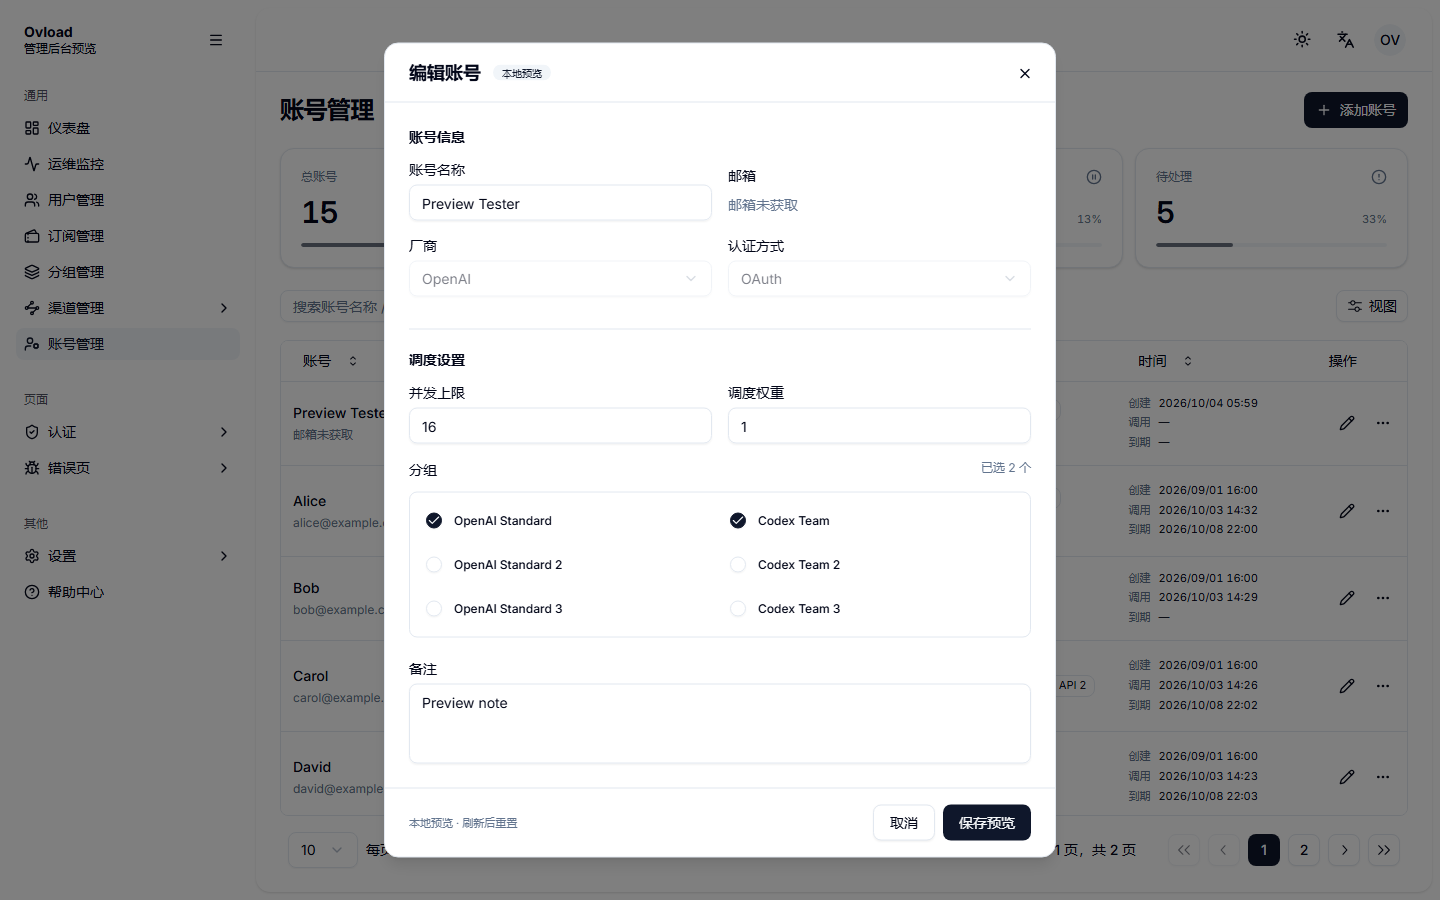 Ovload
管理后台预览
通用
仪表盘
运维监控
用户管理
订阅管理
分组管理
渠道管理
账号管理
页面
认证
错误页
其他
设置
帮助中心
OV
账号管理
添加账号
总账号
15
13%
待处理
5
33%
搜索账号名称 /
视图
账号
时间
操作
Preview Teste
邮箱未获取
创建 2026/10/04 05:59
调用 —
到期 —
Alice
alice@example.c
创建 2026/09/01 16:00
调用 2026/10/03 14:32
到期 2026/10/08 22:00
Bob
bob@example.c
创建 2026/09/01 16:00
调用 2026/10/03 14:29
到期 —
Carol
carol@example.
API 2
创建 2026/09/01 16:00
调用 2026/10/03 14:26
到期 2026/10/08 22:02
David
david@example
创建 2026/09/01 16:00
调用 2026/10/03 14:23
到期 2026/10/08 22:03
10
每页
1 页，共 2 页
1
2
编辑账号
本地预览
账号信息
账号名称
Preview Tester
邮箱
邮箱未获取
厂商
OpenAI
认证方式
OAuth
调度设置
并发上限
16
调度权重
1
分组
已选 2 个
OpenAI Standard
Codex Team
OpenAI Standard 2
Codex Team 2
OpenAI Standard 3
Codex Team 3
备注
Preview note
本地预览 · 刷新后重置
取消
保存预览